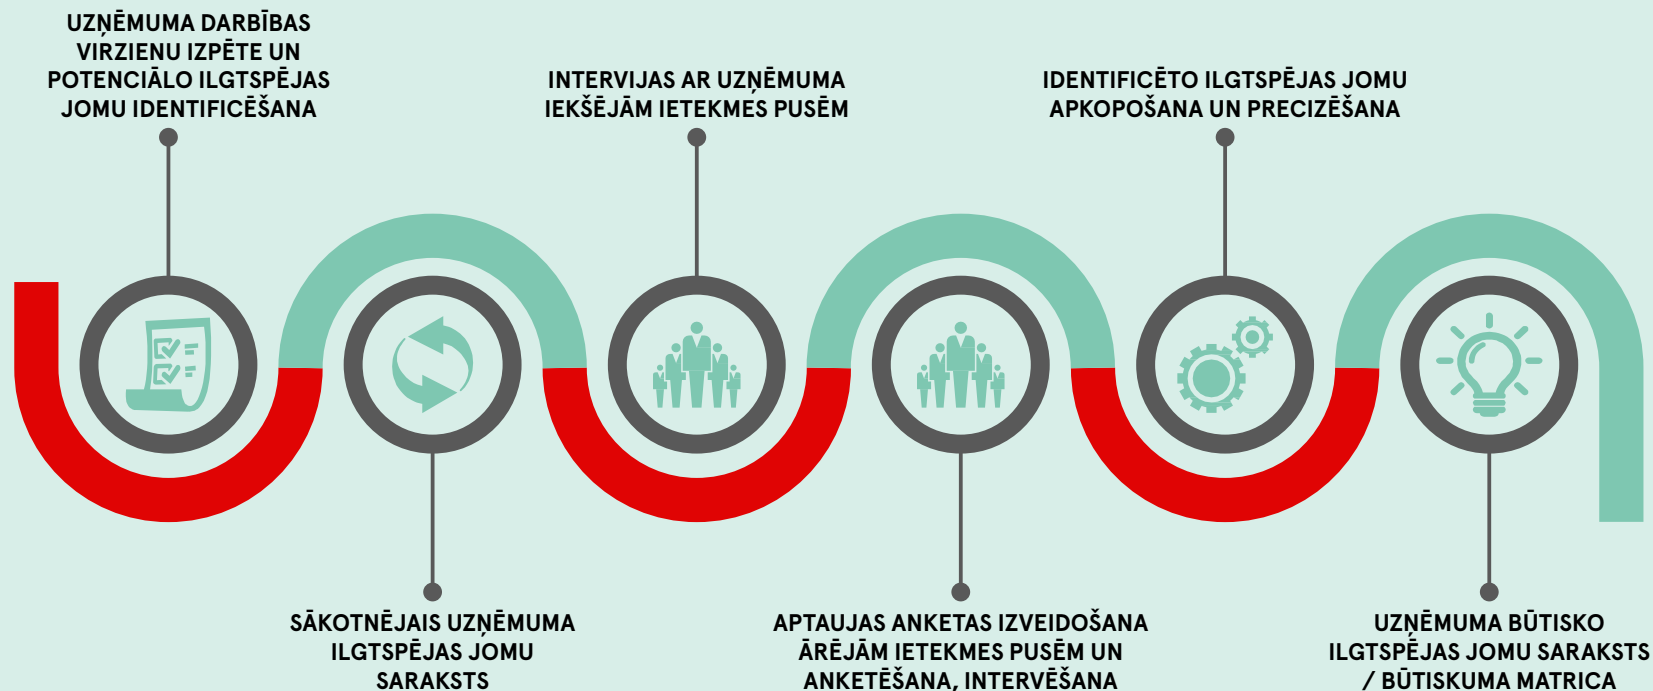 UZŅĒMUMA DARBĪBAS
VIRZIENU IZPĒTE UN
POTENCIĀLO ILGTSPĒJAS
JOMU IDENTIFICĒŠANA
SĀKOTNĒJAIS UZŅĒMUMA
ILGTSPĒJAS JOMU
SARAKSTS
INTERVIJAS AR UZŅĒMUMA
IEKŠĒJĀM IETEKMES PUSĒM
APTAUJAS ANKETAS IZVEIDOŠANA
ĀRĒJĀM IETEKMES PUSĒM UN
ANKETĒŠANA, INTERVĒŠANA
IDENTIFICĒTO ILGTSPĒJAS JOMU
APKOPOŠANA UN PRECIZĒŠANA
UZŅĒMUMA BŪTISKO
ILGTSPĒJAS JOMU SARAKSTS
/ BŪTISKUMA MATRICA